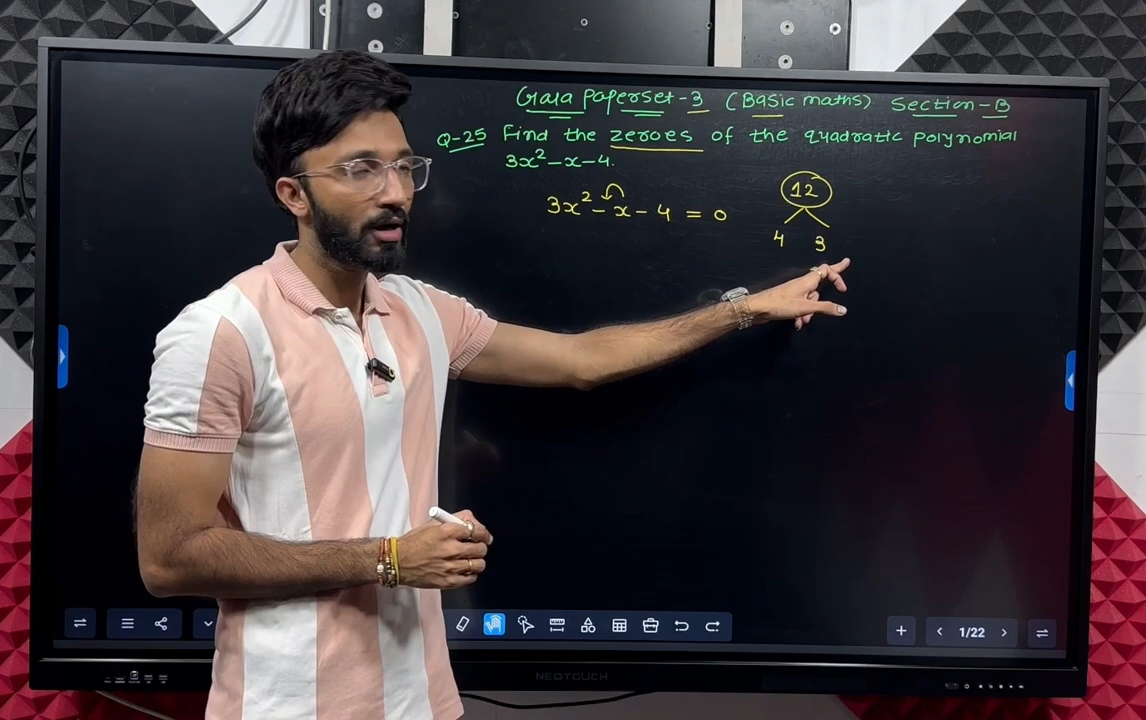 Gala paperset-3 (Basic maths) Section-B
Q-25 Find the zeroes of the quadratic polynomial
3x²-x-4.
3x²-x-4=0
12
4 3
1/22
NEOTOUCH